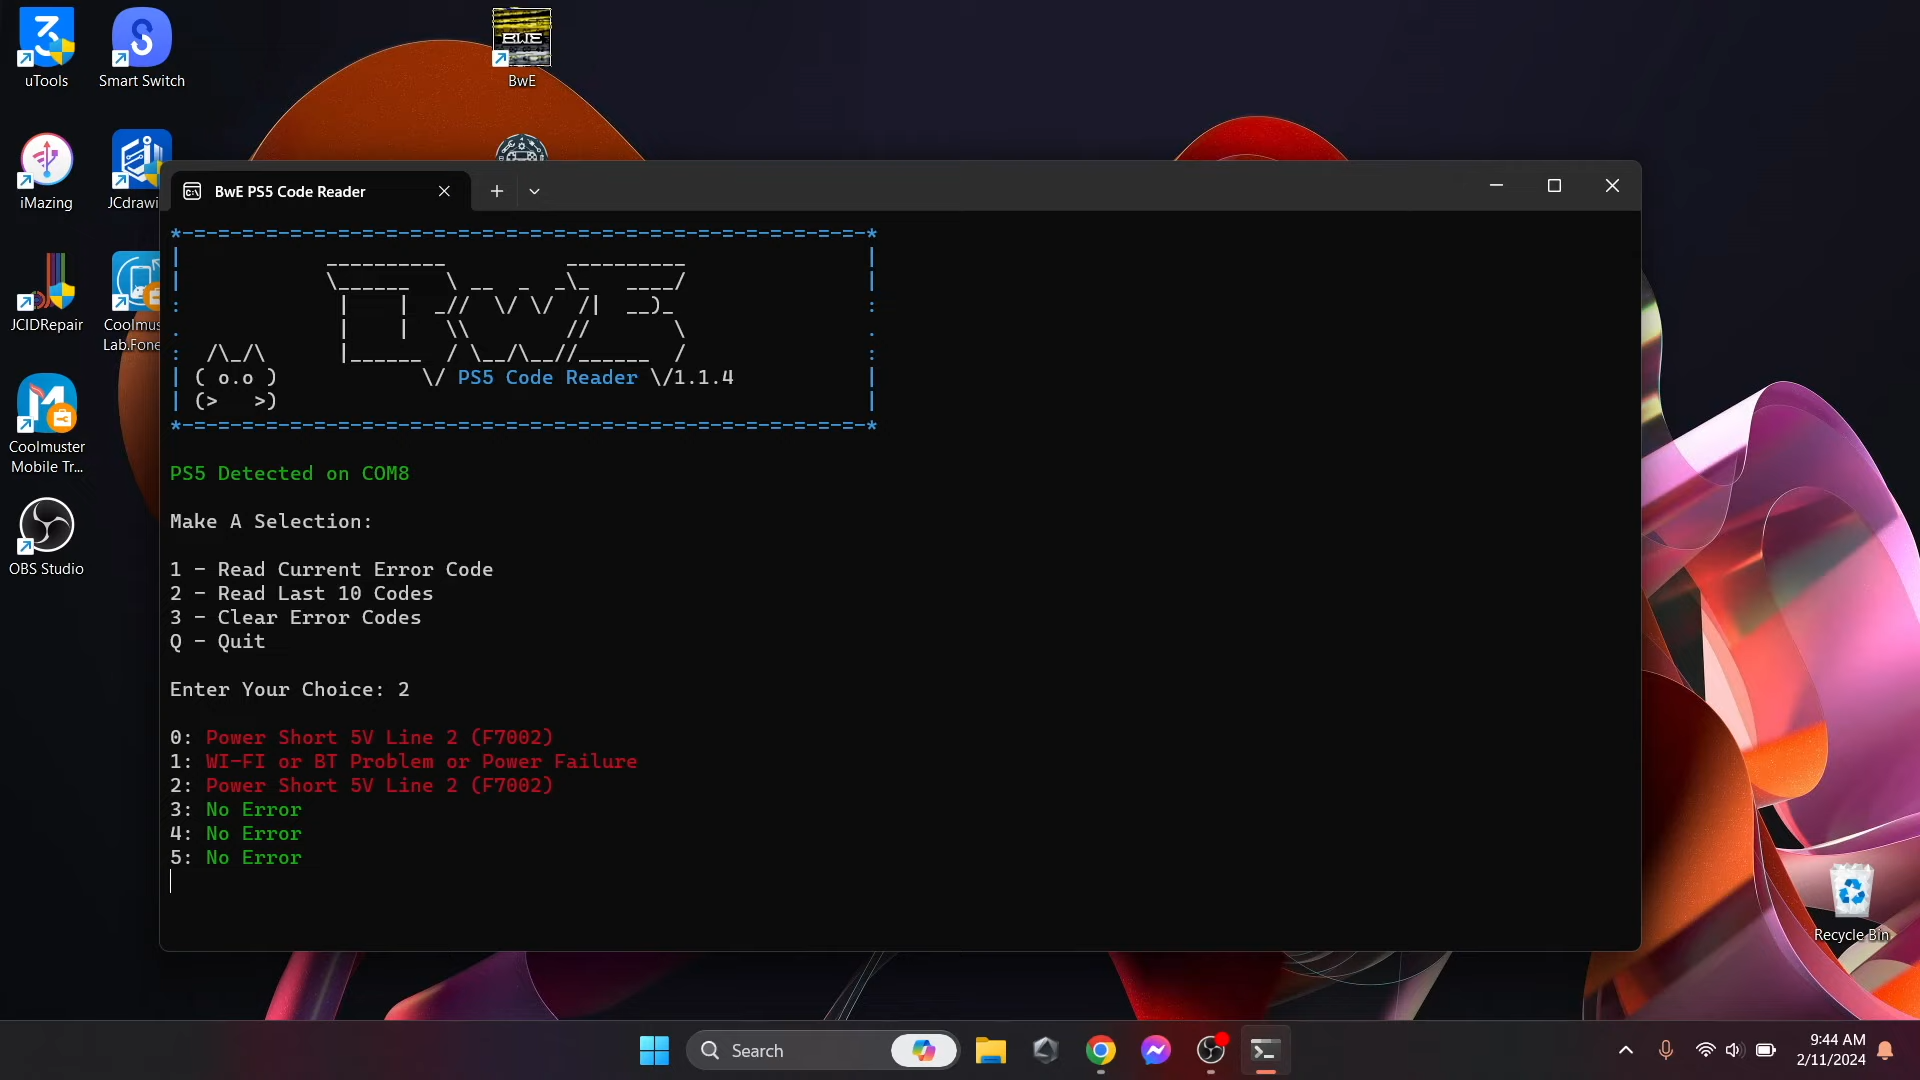 uTools
Smart Switch
BwE
iMazing
JCdrawi
JCIDRepair
Coolmus
Lab.Fone
Coolmuster
Mobile Tr...
OBS Studio
BwE PS5 Code Reader
PS5 Code Reader \/1.1.4
PS5 Detected on COM8
Make A Selection:
1 - Read Current Error Code
2 - Read Last 10 Codes
3 - Clear Error Codes
Q - Quit
Enter Your Choice: 2
0: Power Short 5V Line 2 (F7002)
1: WI-FI or BT Problem or Power Failure
2: Power Short 5V Line 2 (F7002)
3: No Error
4: No Error
5: No Error
Recycle Bin
Search
9:44 AM
2/11/2024